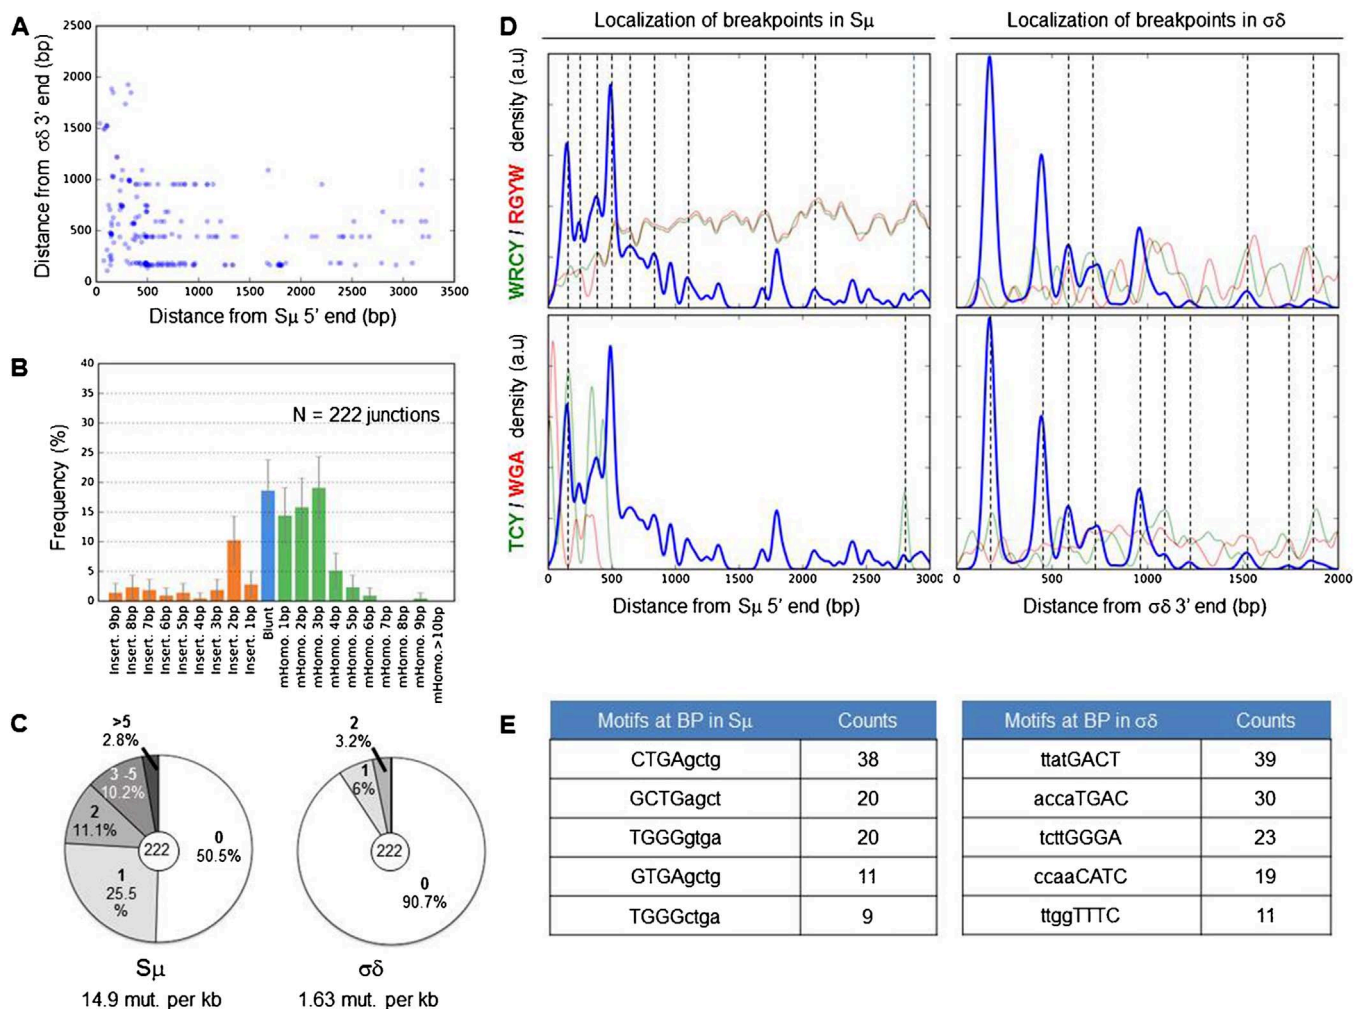 A
2500
2000
1500
1000
500
0
Distance from σδ 3' end (bp)
0 500 1000 1500 2000 2500 3000 3500
Distance from Sμ 5' end (bp)
B
40
35
30
25
20
15
10
5
0
Frequency (%)
N = 222 junctions
Insert. 9bp
Insert. 8bp
Insert. 7bp
Insert. 6bp
Insert. 5bp
Insert. 4bp
Insert. 3bp
Insert. 2bp
Insert. 1bp
Blunt
mHomo. 1bp
mHomo. 2bp
mHomo. 3bp
mHomo. 4bp
mHomo. 5bp
mHomo. 6bp
mHomo. 7bp
mHomo. 8bp
mHomo. 9bp
mHomo.>10bp
C
>5
2.8%
3 -5
10.2%
2
11.1%
1
25.5
%
0
50.5%
222
Sμ
14.9 mut. per kb
2
3.2%
1
6%
222
0
90.7%
σδ
1.63 mut. per kb
D
Localization of breakpoints in Sμ
Localization of breakpoints in σδ
WRCY / RGYW density (a.u)
TCY / WGA density (a.u)
0 500 1000 1500 2000 2500 3000
Distance from Sμ 5' end (bp)
0 500 1000 1500 2000
Distance from σδ 3' end (bp)
E
Motifs at BP in Sμ Counts
CTGAgctg 38
GCTGagct 20
TGGGgtga 20
GTGAgctg 11
TGGGctga 9
Motifs at BP in σδ Counts
ttatGACT 39
accaTGAC 30
tcttGGGA 23
ccaaCATC 19
ttggTTTC 11